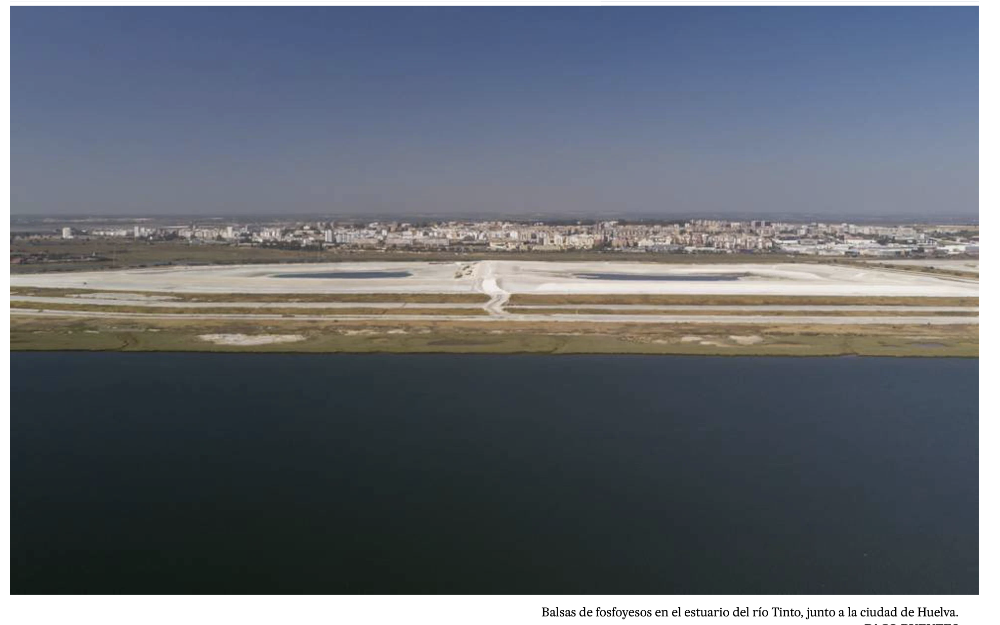 Balsas de fosfoyesos en el estuario del río Tinto, junto a la ciudad de Huelva.